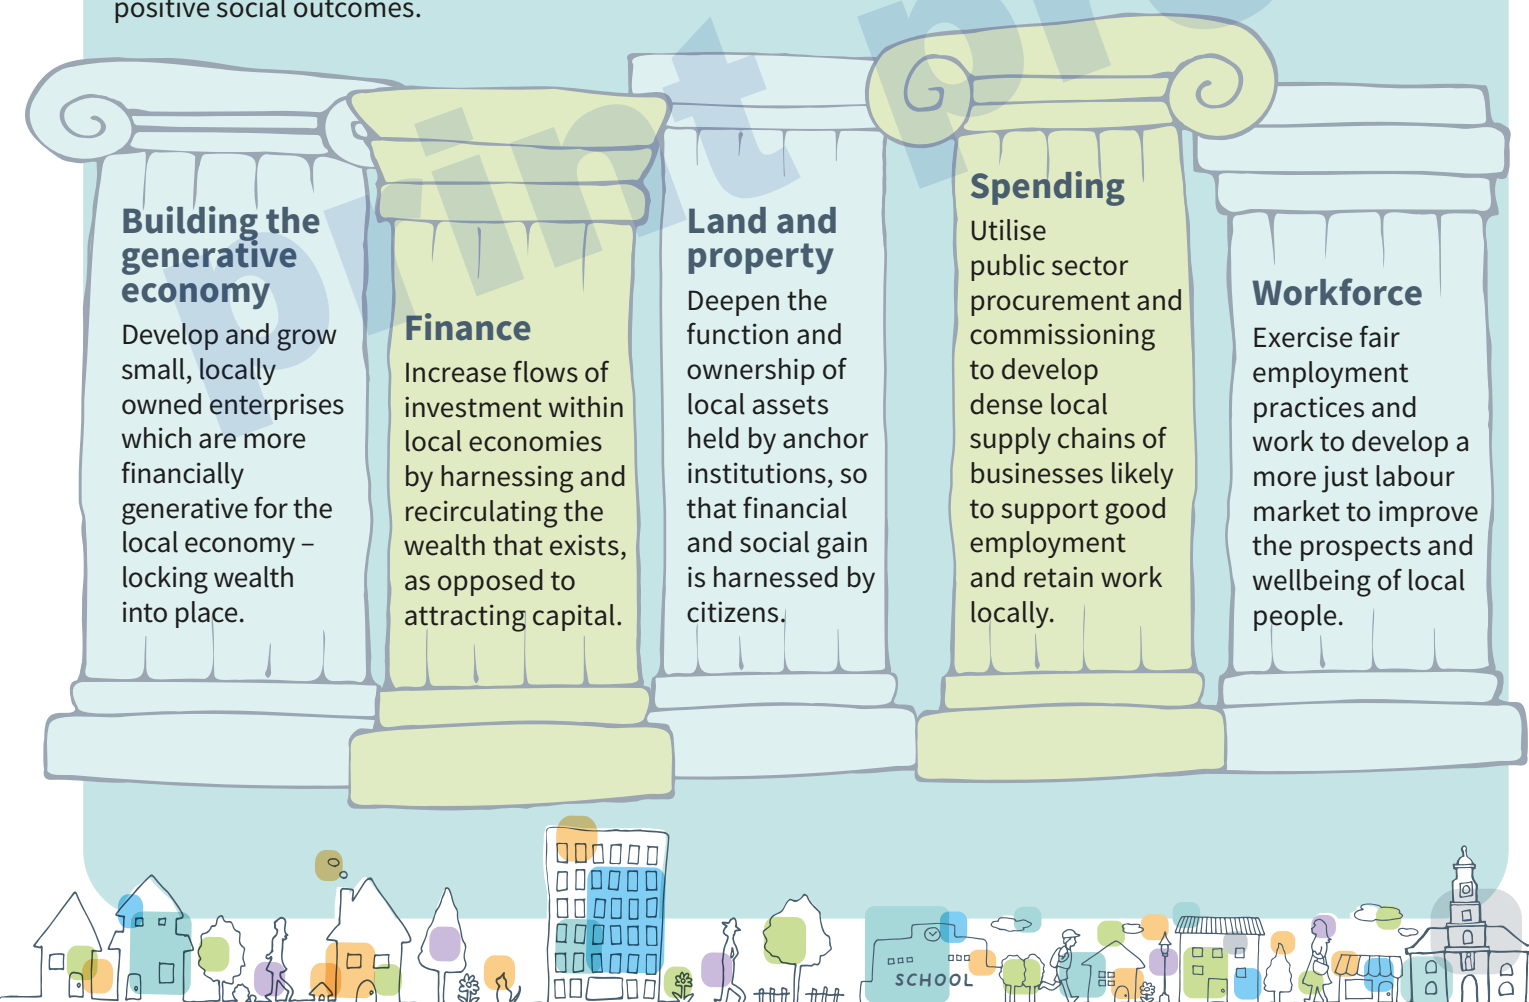 positive social outcomes.
Building the
generative
economy
Develop and grow
small, locally
owned enterprises
which are more
financially
generative for the
local economy –
locking wealth
into place.
Finance
Increase flows of
investment within
local economies
by harnessing and
recirculating the
wealth that exists,
as opposed to
attracting capital.
Land and
property
Deepen the
function and
ownership of
local assets
held by anchor
institutions, so
that financial
and social gain
is harnessed by
citizens.
Spending
Utilise
public sector
procurement and
commissioning
to develop
dense local
supply chains of
businesses likely
to support good
employment
and retain work
locally.
Workforce
Exercise fair
employment
practices and
work to develop a
more just labour
market to improve
the prospects and
wellbeing of local
people.
print
SCHOOL